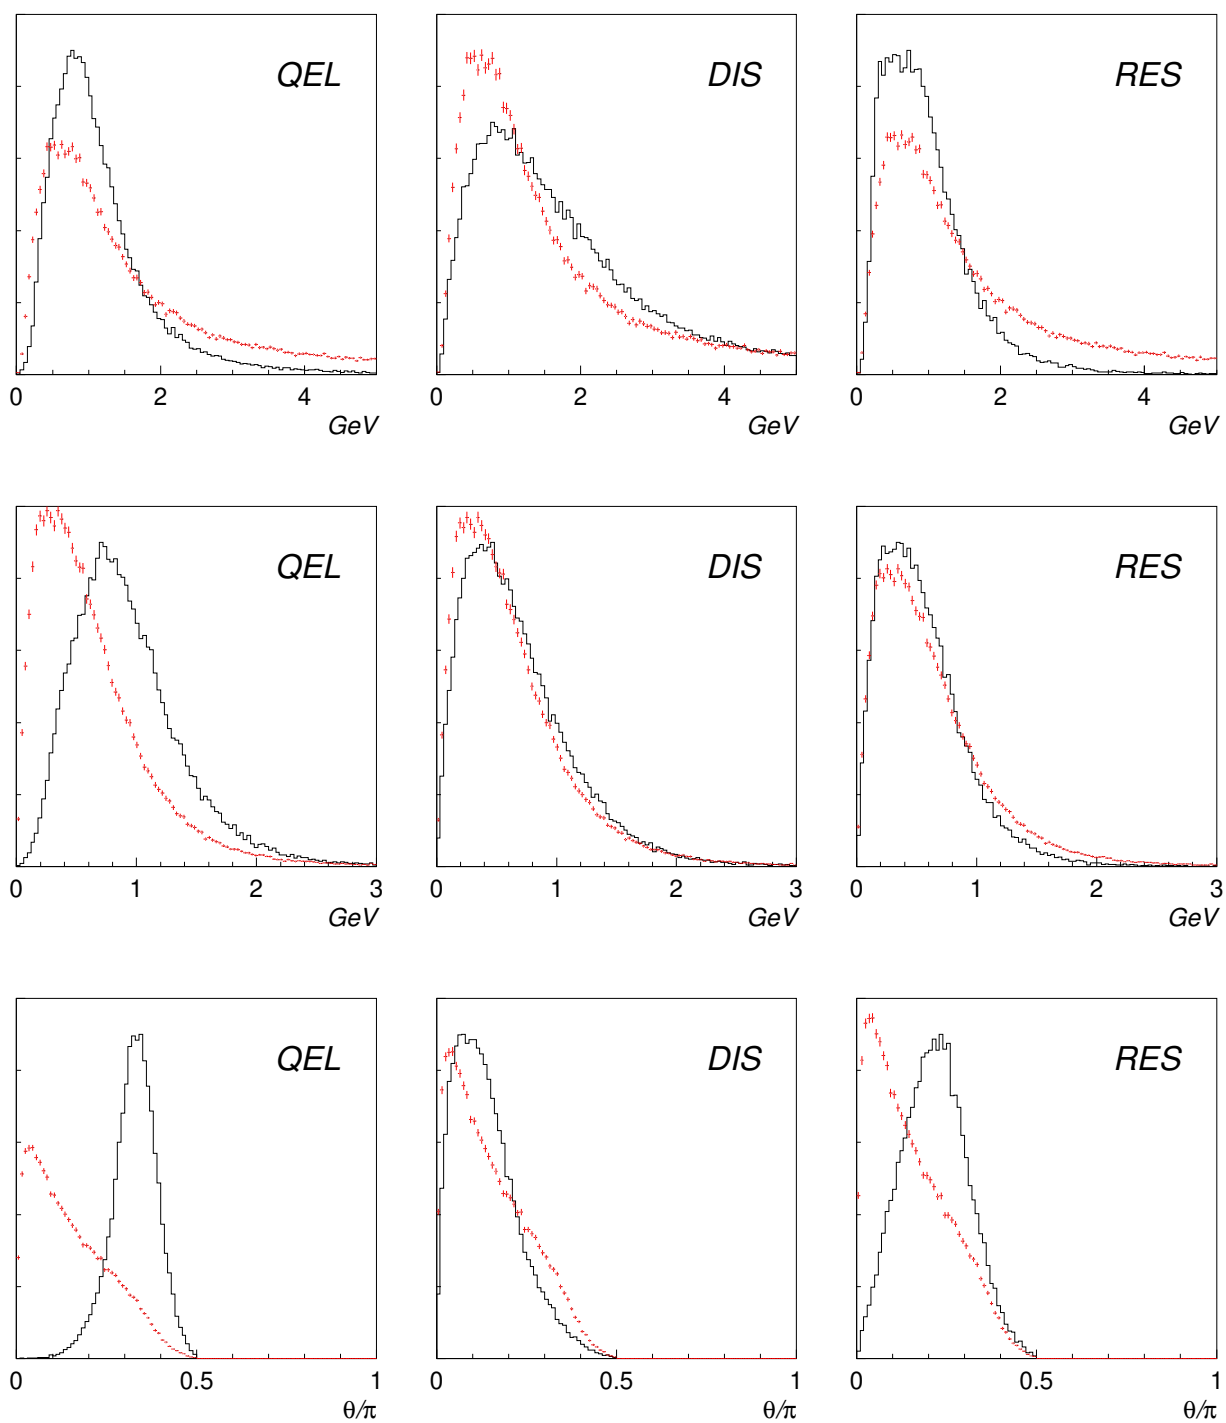 QEL DIS RES
0 2 4 0 2 4 0 2 4
GeV GeV GeV
QEL DIS RES
0 1 2 3 0 1 2 3 0 1 2 3
GeV GeV GeV
QEL DIS RES
0 0.5 1 0 0.5 1 0 0.5 1
θ/π θ/π θ/π